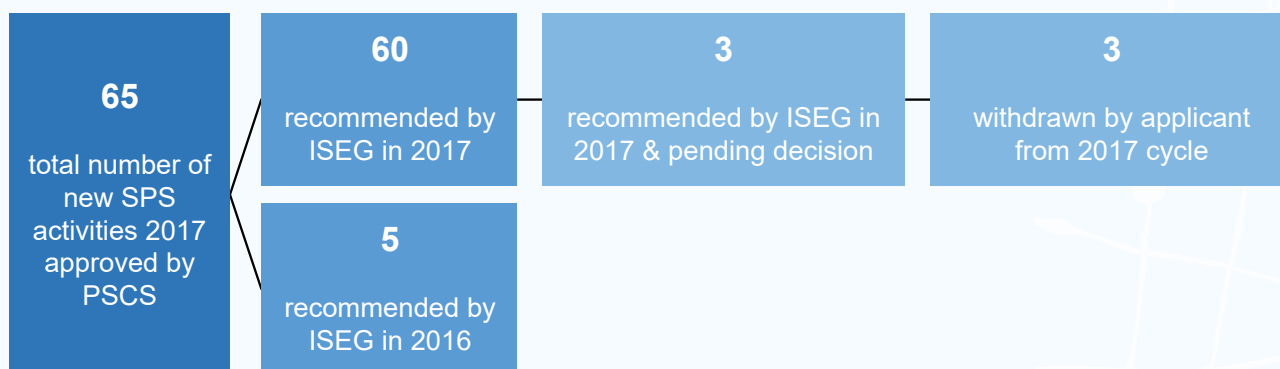 65
total number of
new SPS
activities 2017
approved by
PSCS
60
recommended by
ISEG in 2017
5
recommended by
ISEG in 2016
3
recommended by ISEG in
2017 & pending decision
3
withdrawn by applicant
from 2017 cycle